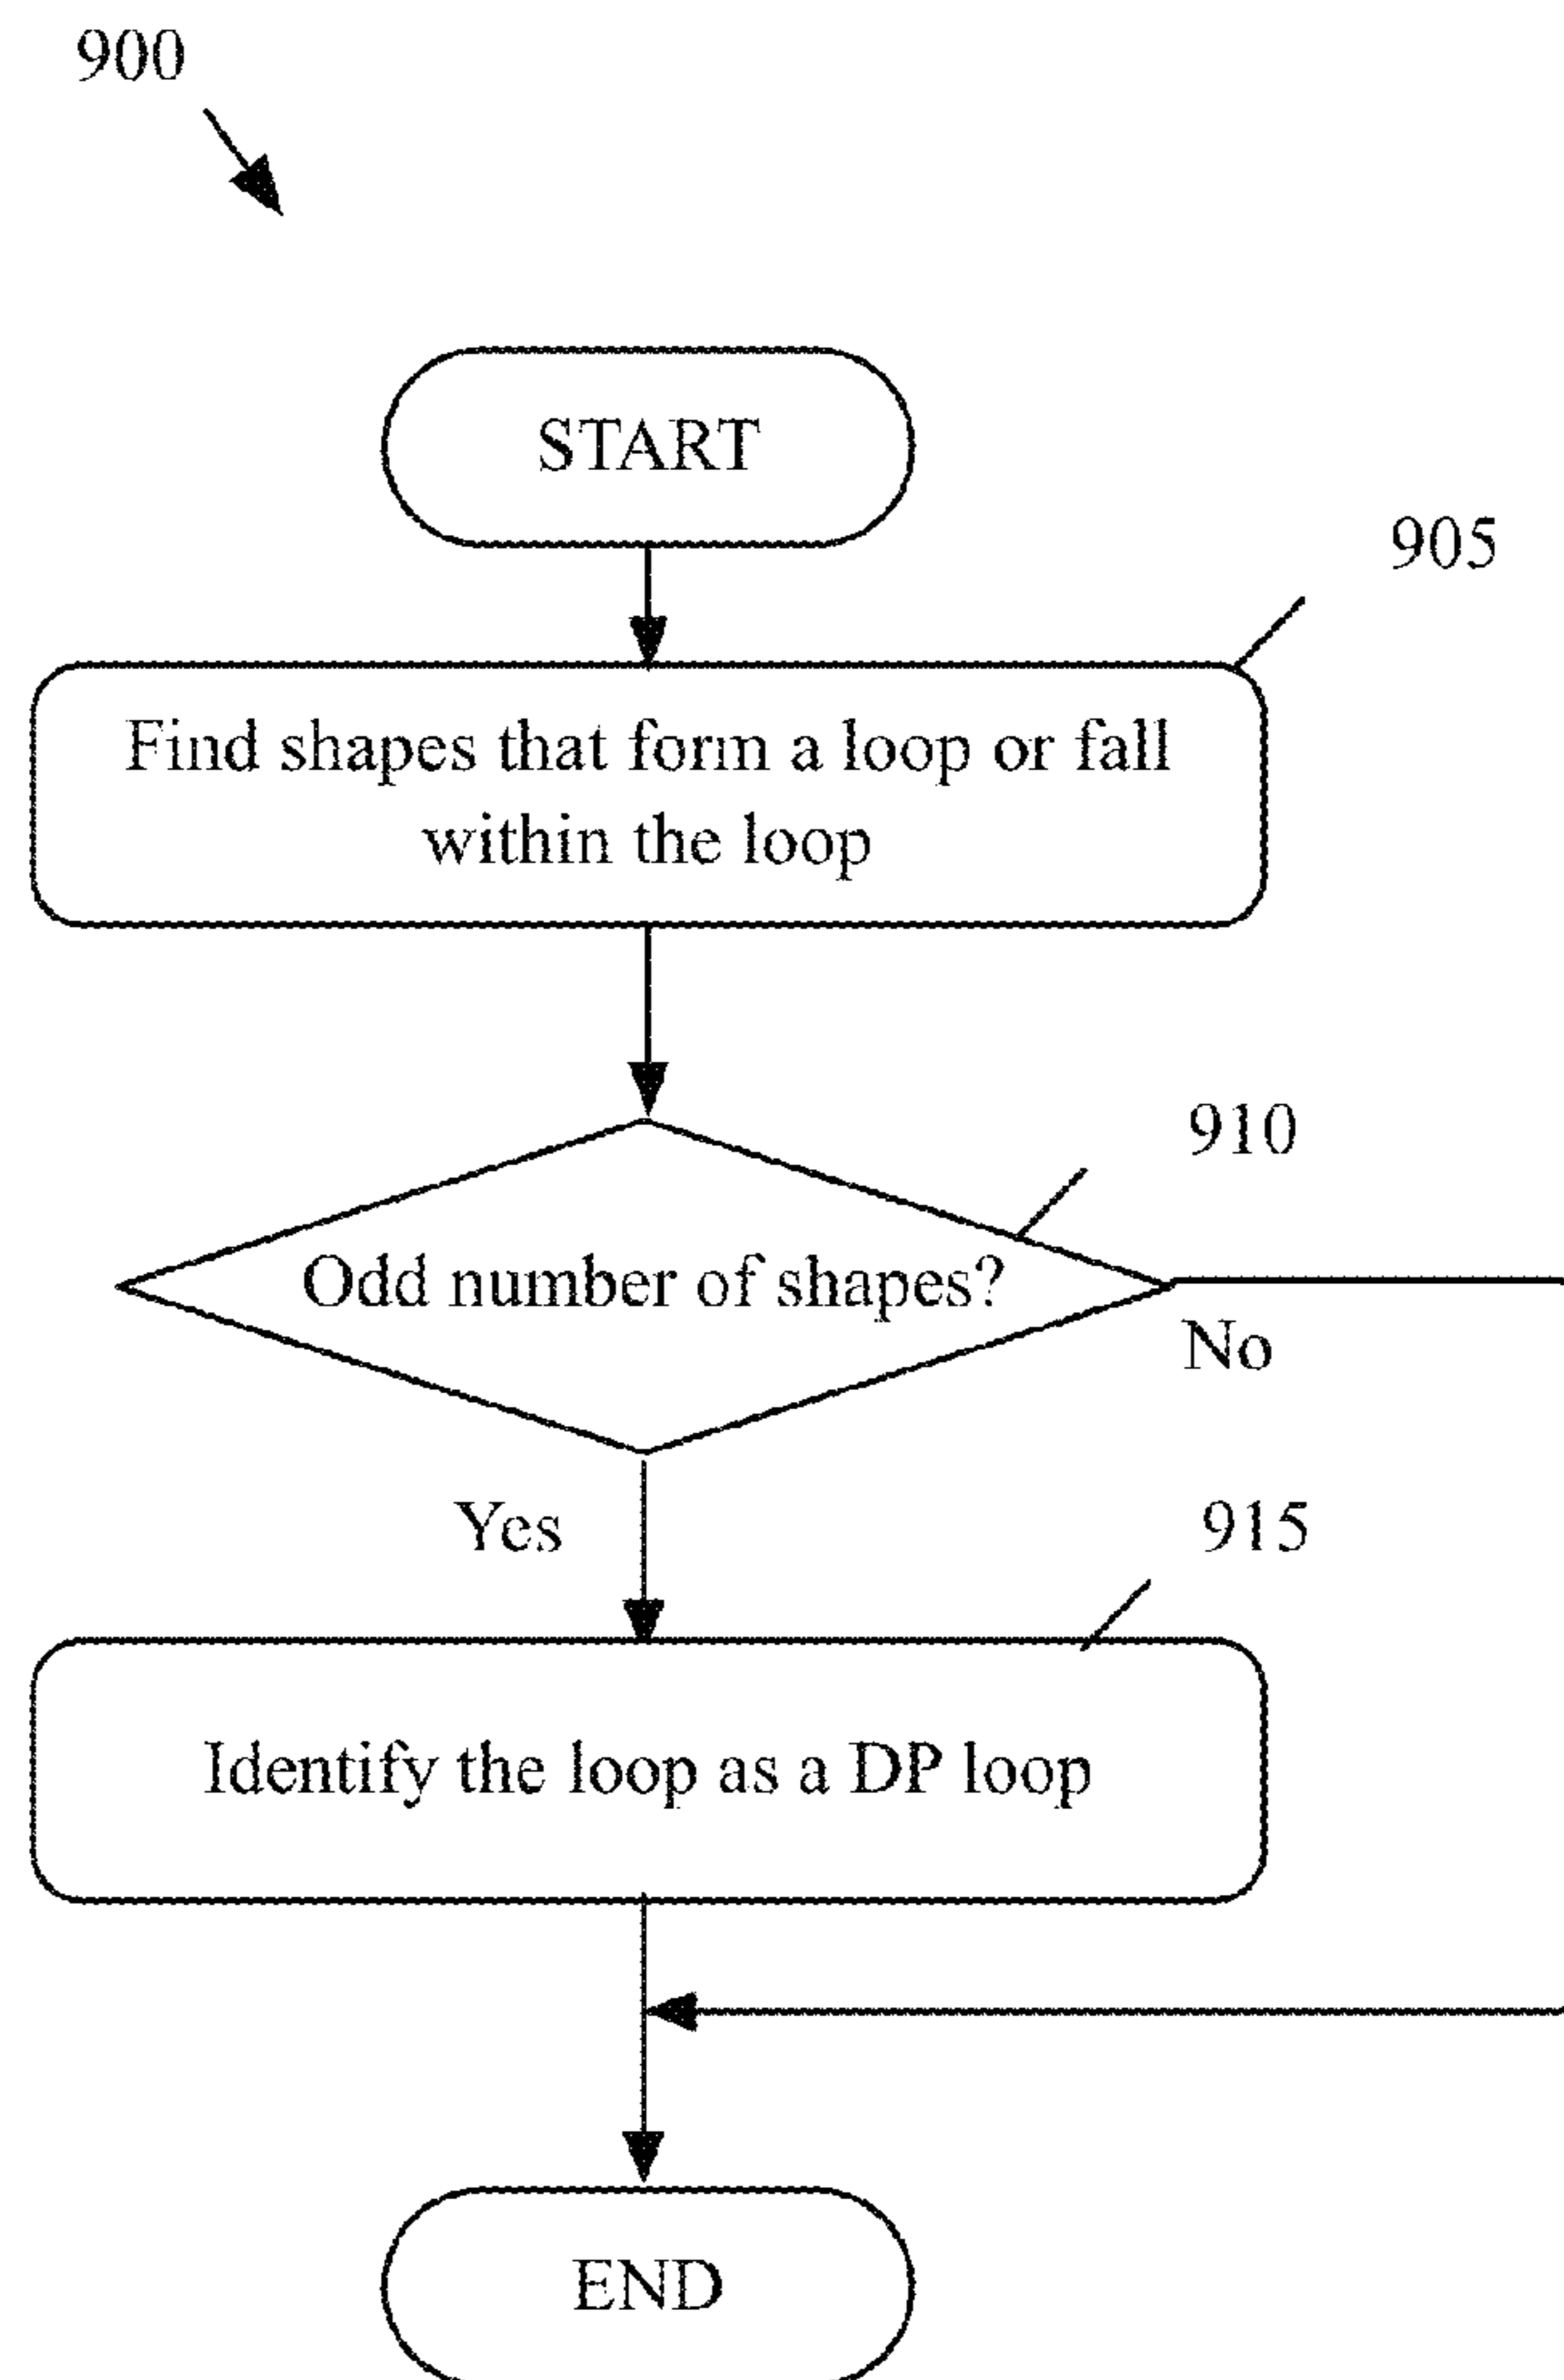 900
START
905
Find shapes that form a loop or fall
within the loop
910
Odd number of shapes?
No
Yes
915
Identify the loop as a DP loop
END